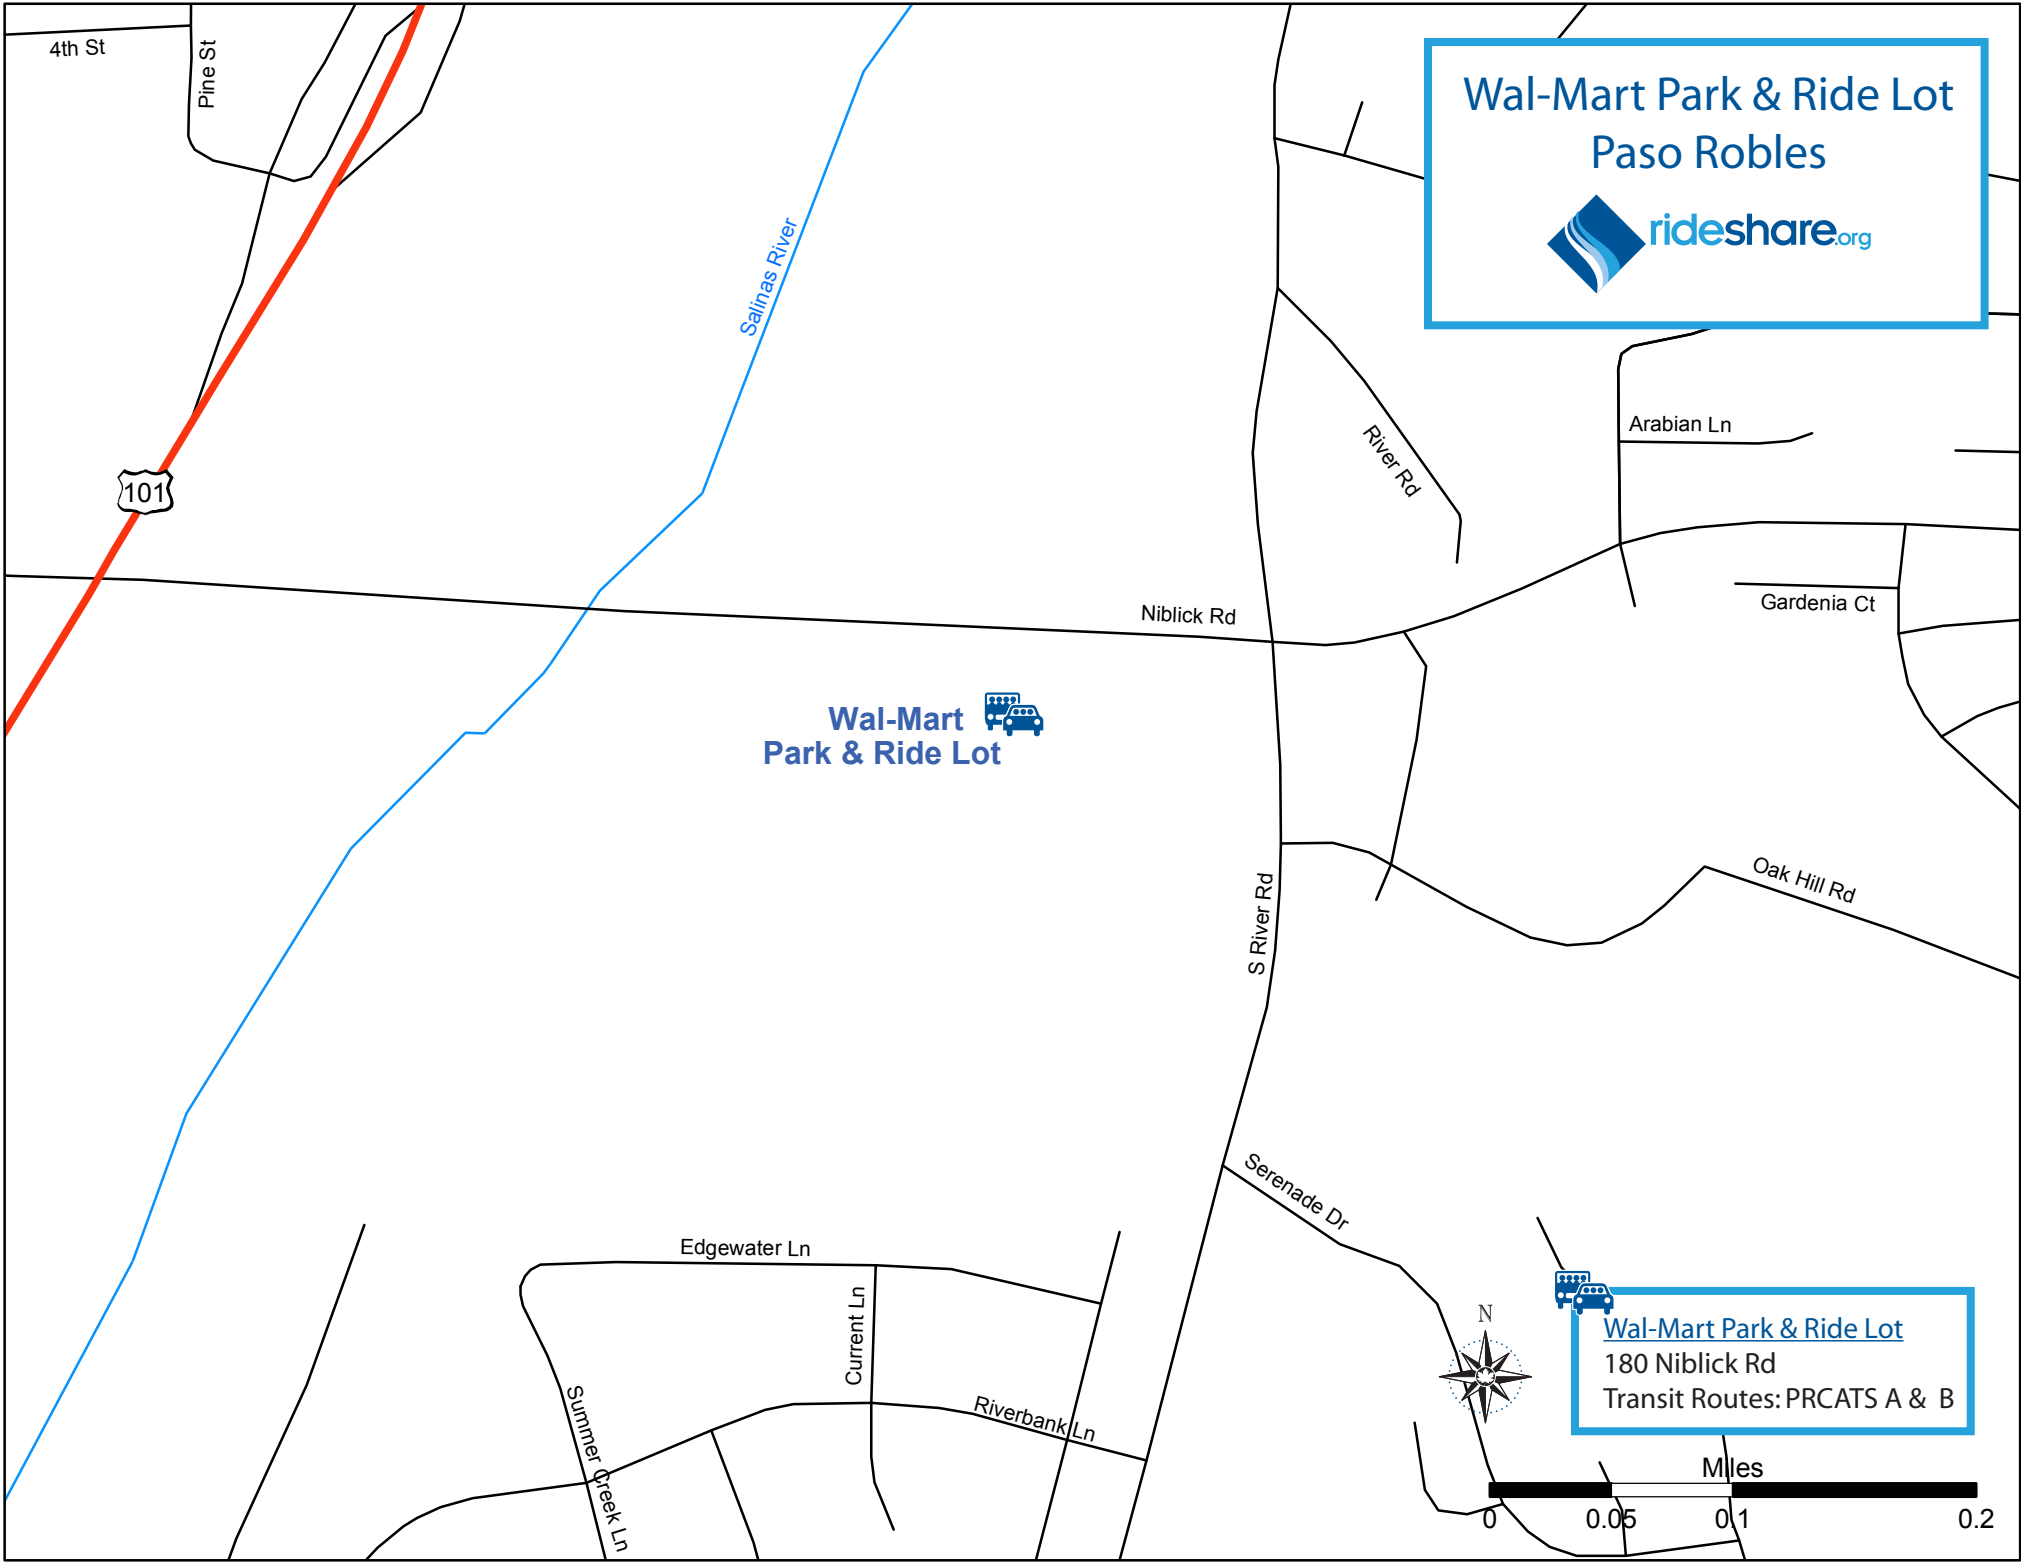 4th St
Pine St
Wal-Mart Park & Ride Lot
Paso Robles
rideshare.org
Salinas River
River Rd
Arabian Ln
101
Niblick Rd
Gardenia Ct
Wal-Mart
Park & Ride Lot
Oak Hill Rd
S River Rd
Serenade Dr
Edgewater Ln
Current Ln
Summer Creek Ln
Riverbank Ln
N
Wal-Mart Park & Ride Lot
180 Niblick Rd
Transit Routes: PRCATS A & B
Miles
0 0.05 0.1 0.2